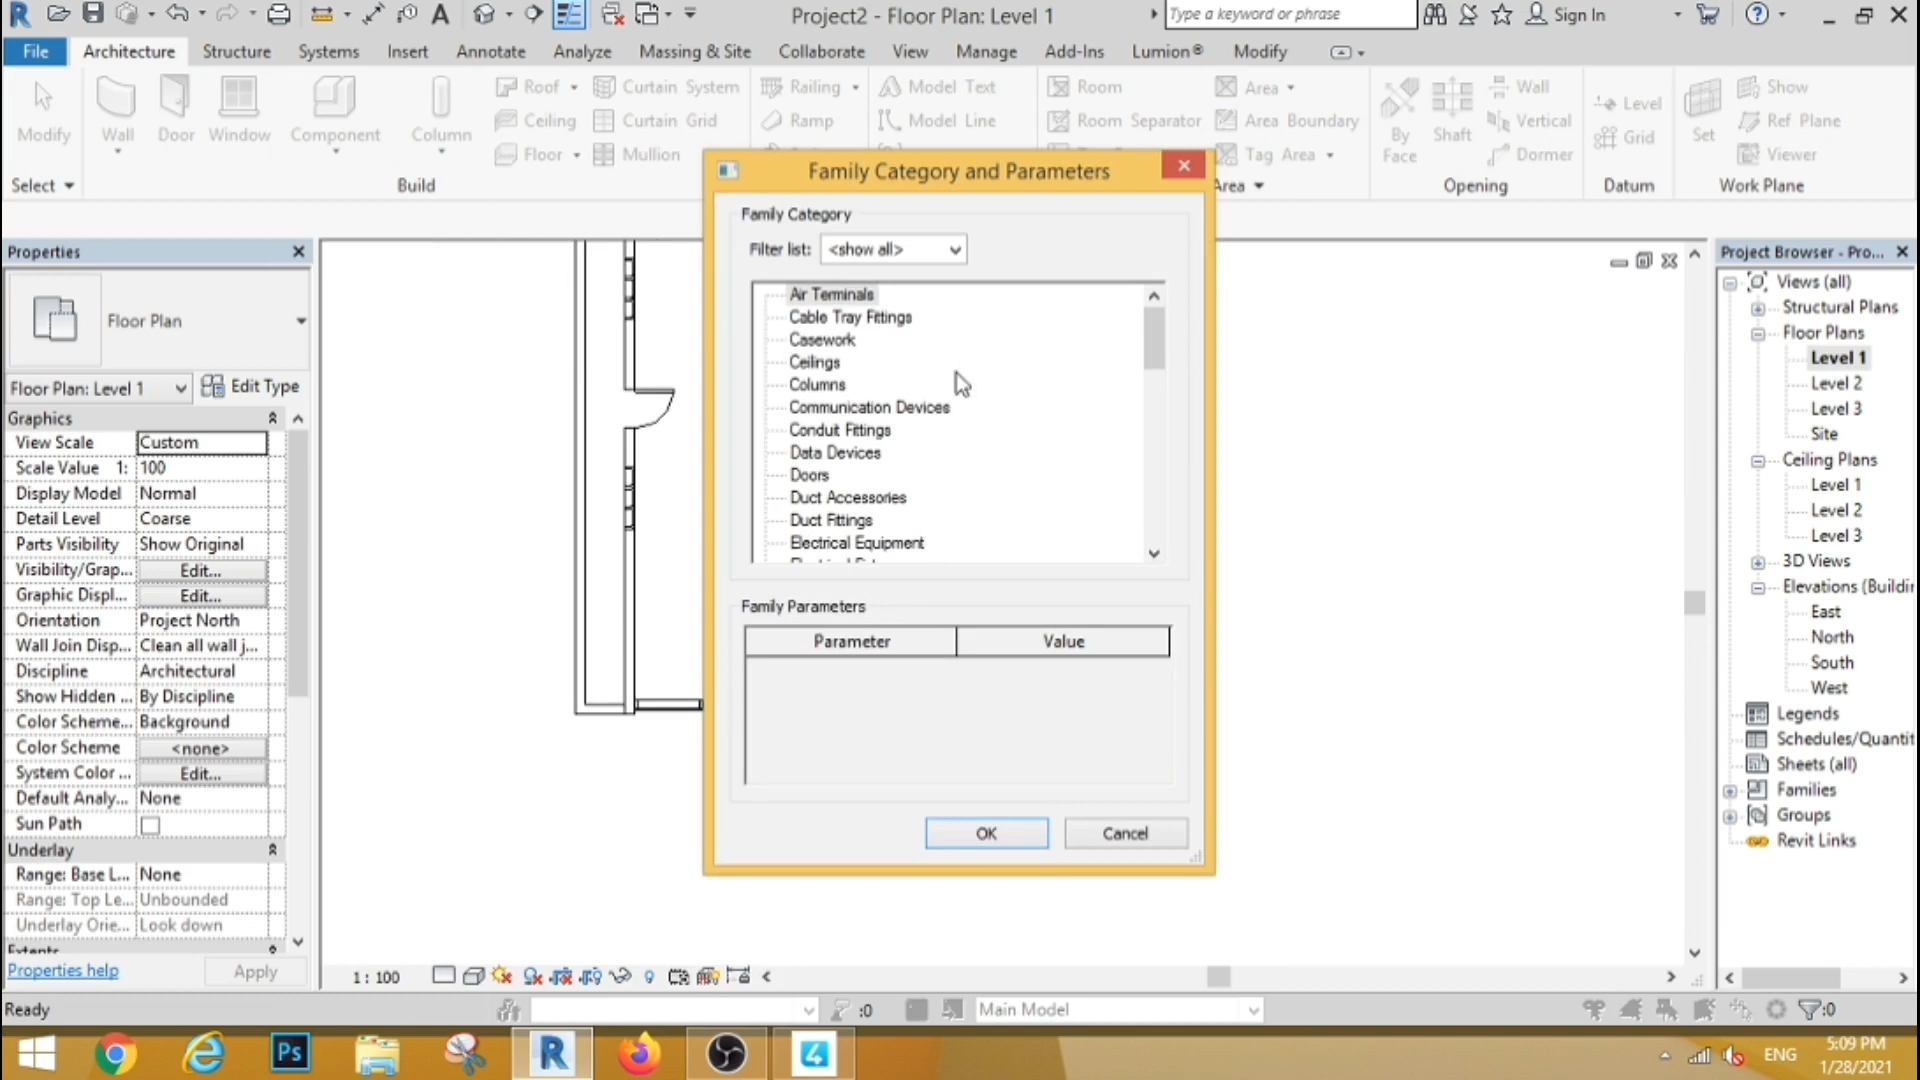 Project2 - Floor Plan: Level 1
Type a keyword or phrase
Sign In
File Architecture Structure Systems Insert Annotate Analyze Massing & Site Collaborate View Manage Add-Ins Lumion® Modify
Modify
Wall
Door
Window
Component
Column
Roof
Ceiling
Floor
Curtain System
Curtain Grid
Mullion
Railing
Ramp
Model Text
Model Line
Room
Room Separator
Area
Area Boundary
Tag Area
By
Face
Shaft
Wall
Vertical
Dormer
Level
Grid
Set
Show
Ref Plane
Viewer
Select
Build
Area
Opening
Datum
Work Plane
Properties
Floor Plan
Floor Plan: Level 1
Edit Type
Graphics
View Scale Custom
Scale Value 1: 100
Display Model Normal
Detail Level Coarse
Parts Visibility Show Original
Visibility/Grap... Edit...
Graphic Displ... Edit...
Orientation Project North
Wall Join Disp... Clean all wall j...
Discipline Architectural
Show Hidden ... By Discipline
Color Scheme... Background
Color Scheme <none>
System Color ... Edit...
Default Analy... None
Sun Path
Underlay
Range: Base L... None
Range: Top Le... Unbounded
Underlay Orie... Look down
Extents
Properties help
Apply
Family Category and Parameters
Family Category
Filter list: <show all>
Air Terminals
Cable Tray Fittings
Casework
Ceilings
Columns
Communication Devices
Conduit Fittings
Data Devices
Doors
Duct Accessories
Duct Fittings
Electrical Equipment
Family Parameters
Parameter Value
OK Cancel
Project Browser - Pro...
Views (all)
Structural Plans
Floor Plans
Level 1
Level 2
Level 3
Site
Ceiling Plans
Level 1
Level 2
Level 3
3D Views
Elevations (Buildin
East
North
South
West
Legends
Schedules/Quantit
Sheets (all)
Families
Groups
Revit Links
1 : 100
Ready
:0
Main Model
:0
Ps
R
4
ENG
5:09 PM
1/28/2021